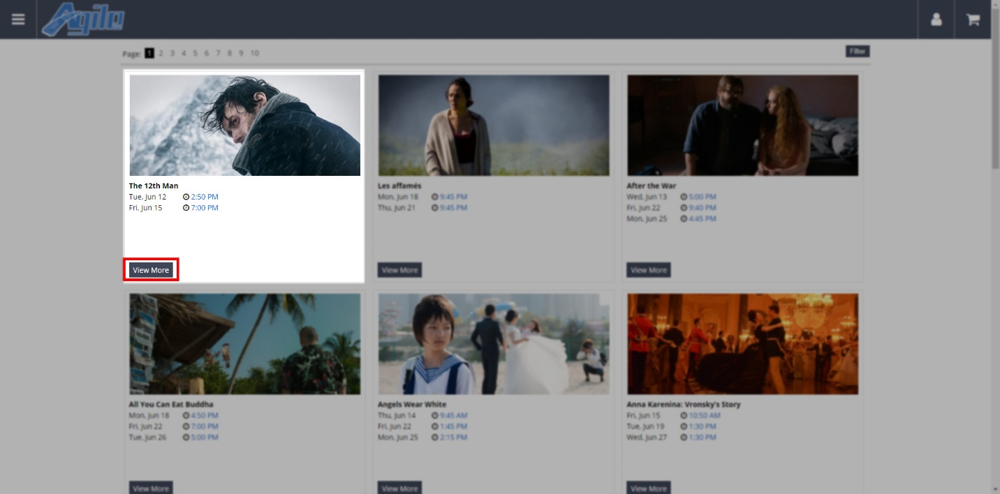 Agile
Page: 1 2 3 4 5 6 7 8 9 10
Filter
The 12th Man
Tue, Jun 12 2:50 PM
Fri, Jun 15 7:00 PM
View More
Les affamés
Mon, Jun 18 9:45 PM
Thu, Jun 21 9:45 PM
View More
After the War
Wed, Jun 13 5:00 PM
Fri, Jun 22 9:40 PM
Mon, Jun 25 4:45 PM
View More
All You Can Eat Buddha
Mon, Jun 18 4:50 PM
Fri, Jun 22 7:00 PM
Tue, Jun 26 5:00 PM
View More
Angels Wear White
Thu, Jun 14 9:45 AM
Fri, Jun 22 1:45 PM
Mon, Jun 25 2:15 PM
View More
Anna Karenina: Vronsky's Story
Fri, Jun 15 10:50 AM
Tue, Jun 19 1:30 PM
Wed, Jun 27 1:30 PM
View More